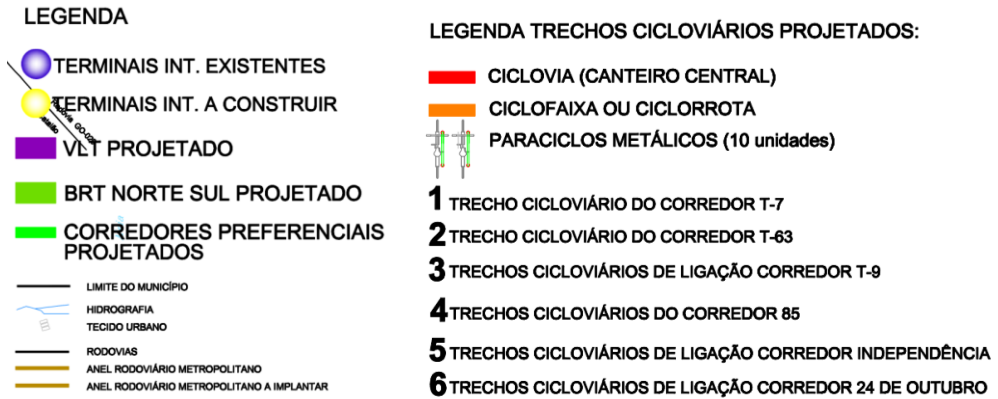 LEGENDA
TERMINAIS INT. EXISTENTES
TERMINAIS INT. A CONSTRUIR
VLT PROJETADO
BRT NORTE SUL PROJETADO
CORREDORES PREFERENCIAIS
PROJETADOS
LIMITE DO MUNICÍPIO
HIDROGRAFIA
TECIDO URBANO
RODOVIAS
ANEL RODOVIÁRIO METROPOLITANO
ANEL RODOVIÁRIO METROPOLITANO A IMPLANTAR
LEGENDA TRECHOS CICLOVIÁRIOS PROJETADOS:
CICLOVIA (CANTEIRO CENTRAL)
CICLOFAIXA OU CICLORROTA
PARACICLOS METÁLICOS (10 unidades)
1 TRECHO CICLOVIÁRIO DO CORREDOR T-7
2 TRECHO CICLOVIÁRIO DO CORREDOR T-63
3 TRECHOS CICLOVIÁRIOS DE LIGAÇÃO CORREDOR T-9
4 TRECHOS CICLOVIÁRIOS DO CORREDOR 85
5 TRECHOS CICLOVIÁRIOS DE LIGAÇÃO CORREDOR INDEPENDÊNCIA
6 TRECHOS CICLOVIÁRIOS DE LIGAÇÃO CORREDOR 24 DE OUTUBRO